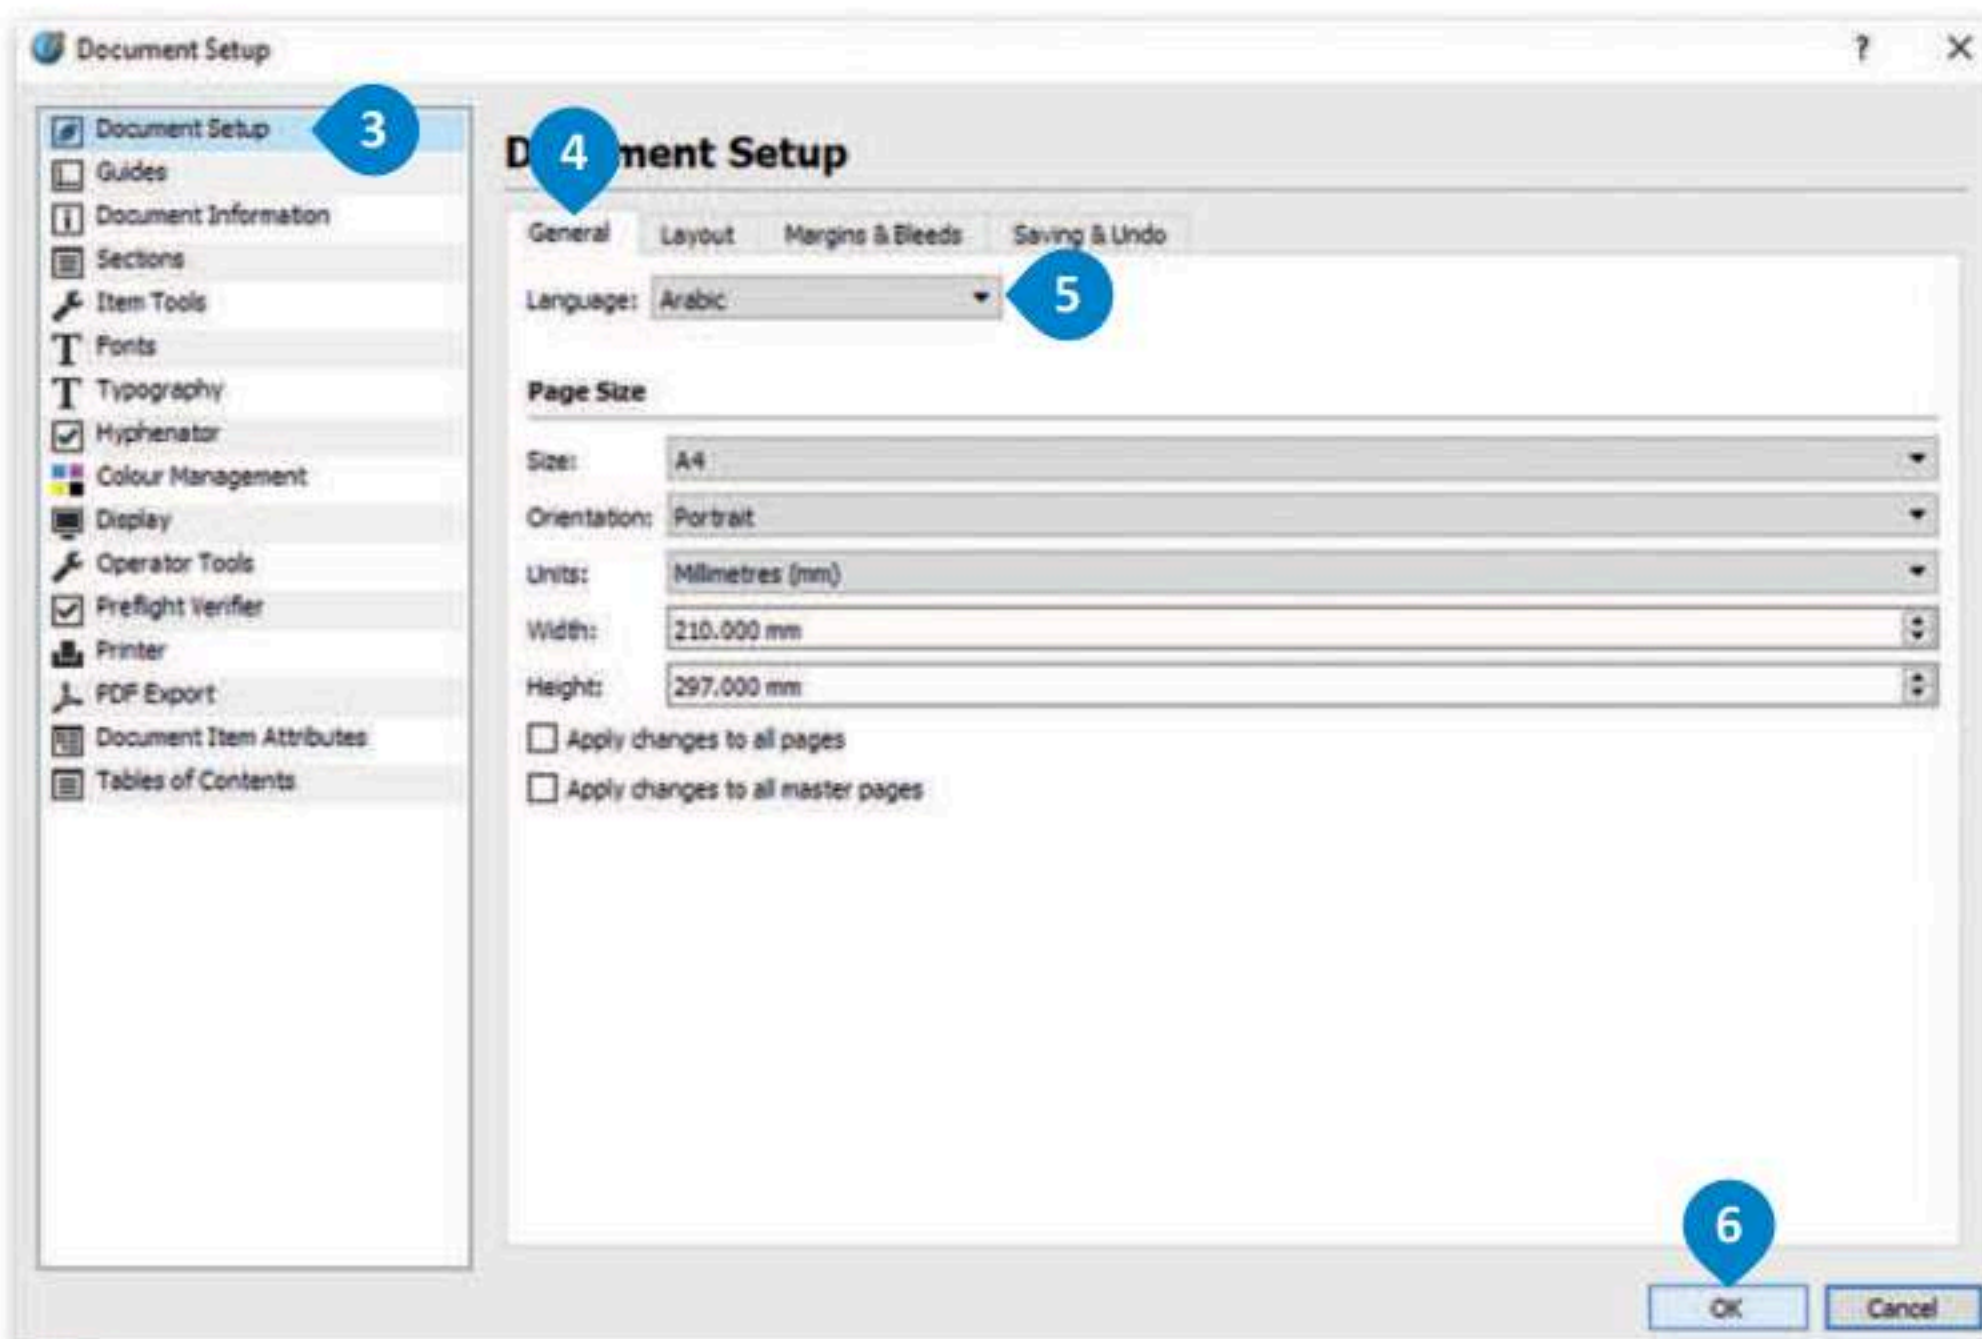 Document Setup
?
Document Setup
3
Guides
Document Information
Sections
Item Tools
Fonts
Typography
Hyphenator
Colour Management
Display
Operator Tools
Preflight Verifier
Printer
PDF Export
Document Item Attributes
Tables of Contents
4
Document Setup
General Layout Margins & Bleeds Saving & Undo
Language: Arabic
5
Page Size
Size: A4
Orientation: Portrait
Units: Millimetres (mm)
Width: 210.000 mm
Height: 297.000 mm
Apply changes to all pages
Apply changes to all master pages
6
OK Cancel